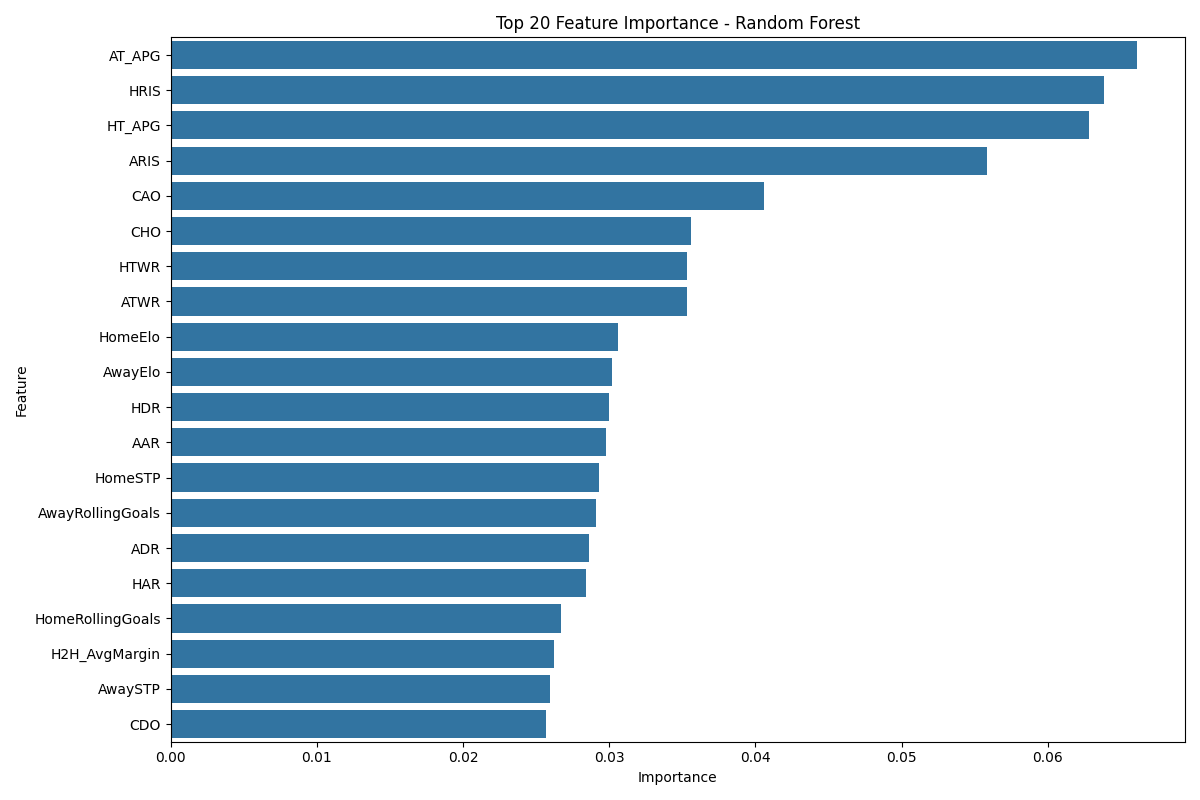 Top 20 Feature Importance - Random Forest
AT_APG
HRIS
HT_APG
ARIS
CAO
CHO
HTWR
ATWR
HomeElo
AwayElo
HDR
AAR
HomeSTP
AwayRollingGoals
ADR
HAR
HomeRollingGoals
H2H_AvgMargin
AwaySTP
CDO
Feature
0.00 0.01 0.02 0.03 0.04 0.05 0.06
Importance